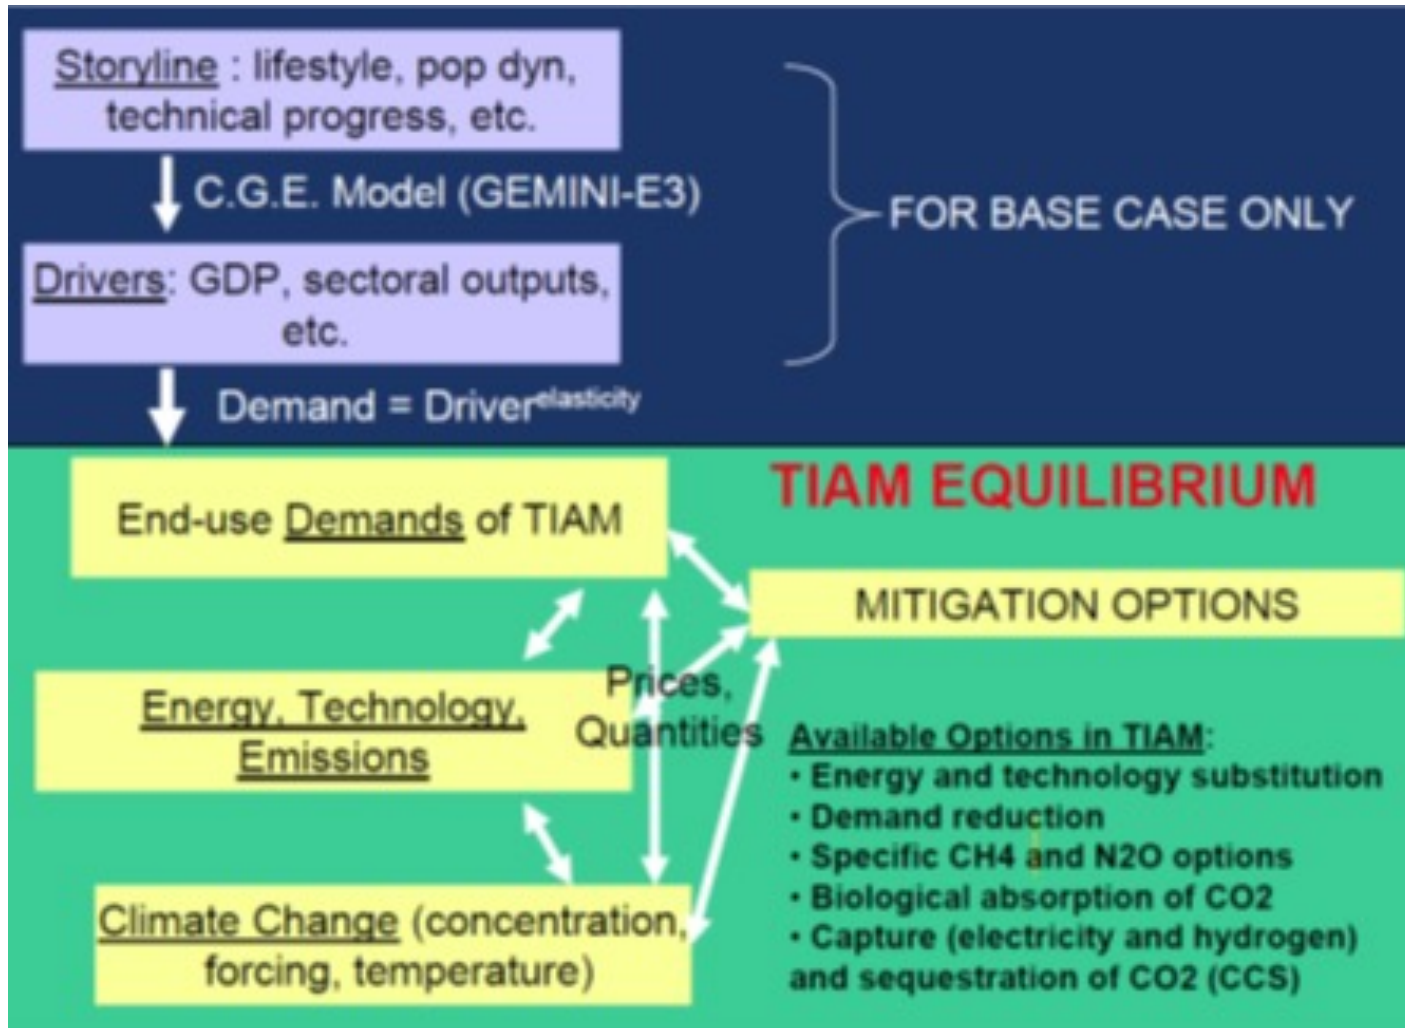 Storyline : lifestyle, pop dyn,
technical progress, etc.
C.G.E. Model (GEMINI-E3)
FOR BASE CASE ONLY
Drivers: GDP, sectoral outputs,
etc.
Demand = Driver^elasticity
TIAM EQUILIBRIUM
End-use Demands of TIAM
MITIGATION OPTIONS
Prices,
Quantities
Energy, Technology,
Emissions
Climate Change (concentration,
forcing, temperature)
Available Options in TIAM:
• Energy and technology substitution
• Demand reduction
• Specific CH4 and N2O options
• Biological absorption of CO2
• Capture (electricity and hydrogen)
and sequestration of CO2 (CCS)